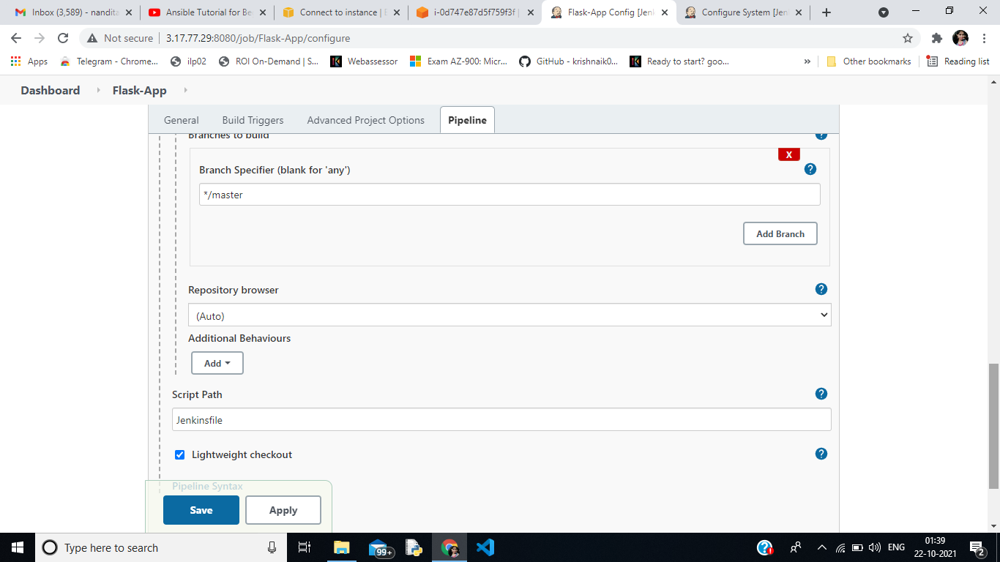 Inbox (3,589) - nandita
Ansible Tutorial for Be
Connect to instance | E
i-0d747e87d5f759f3f |
Flask-App Config [Jenk
Configure System [Jen
Not secure | 3.17.77.29:8080/job/Flask-App/configure
Apps
Telegram - Chrome...
ilp02
ROI On-Demand | S...
Webassessor
Exam AZ-900: Micr...
GitHub - krishnaik0...
Ready to start? goo...
»
Other bookmarks
Reading list
Dashboard
Flask-App
General
Build Triggers
Advanced Project Options
Pipeline
Branches to build
X
Branch Specifier (blank for 'any')
*/master
Add Branch
Repository browser
(Auto)
Additional Behaviours
Add
Script Path
Jenkinsfile
Lightweight checkout
Pipeline Syntax
Save
Apply
Type here to search
99+
ENG
01:39
22-10-2021
2